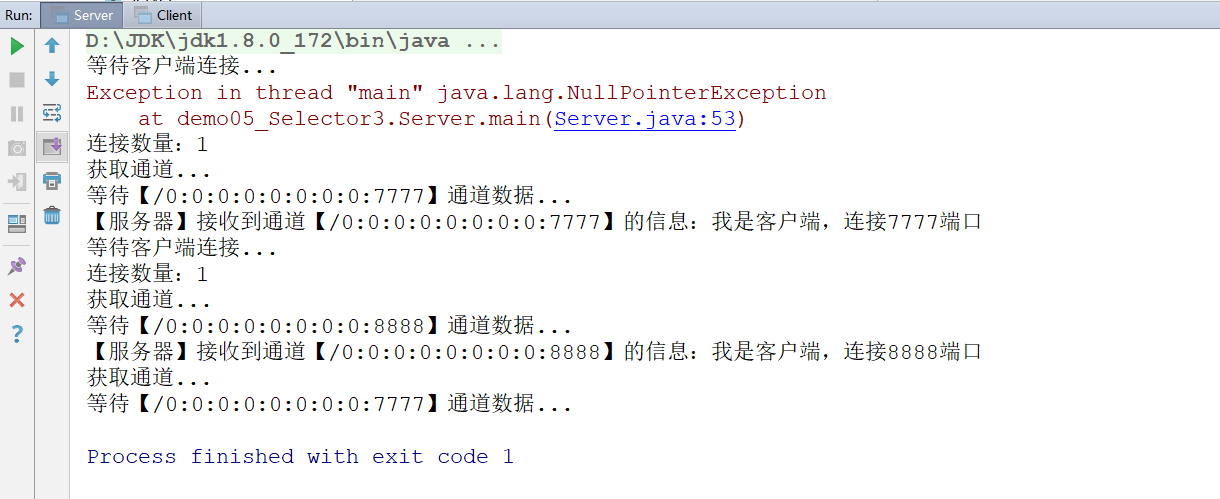 Run: Server Client
D:\JDK\jdk1.8.0_172\bin\java ...
等待客户端连接...
Exception in thread "main" java.lang.NullPointerException
at demo05_Selector3.Server.main(Server.java:53)
连接数量：1
获取通道...
等待【/0:0:0:0:0:0:0:0:7777】通道数据...
【服务器】接收到通道【/0:0:0:0:0:0:0:0:7777】的信息：我是客户端，连接7777端口
等待客户端连接...
连接数量：1
获取通道...
等待【/0:0:0:0:0:0:0:0:8888】通道数据...
【服务器】接收到通道【/0:0:0:0:0:0:0:0:8888】的信息：我是客户端，连接8888端口
获取通道...
等待【/0:0:0:0:0:0:0:0:7777】通道数据...
Process finished with exit code 1